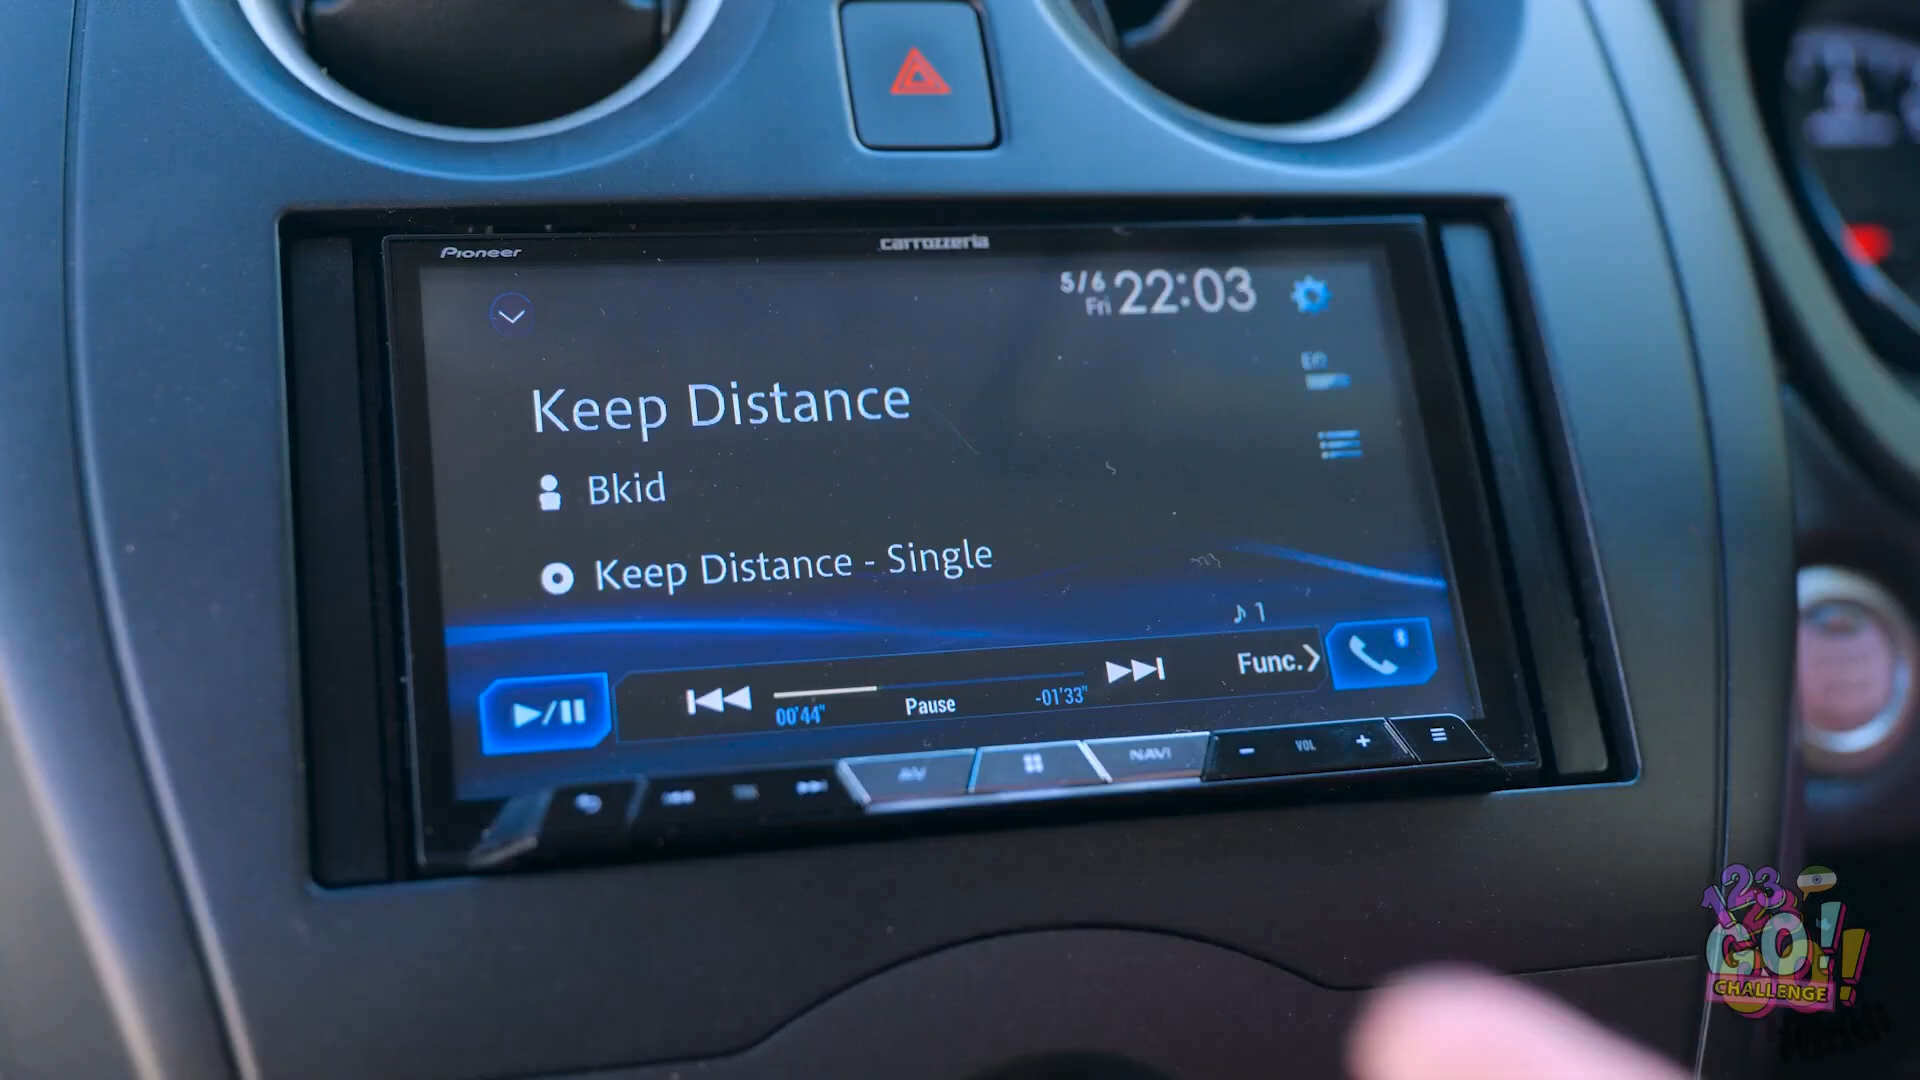 Pioneer
carrozzeria
5/6
Fri
22:03
Keep Distance
Bkid
Keep Distance - Single
♪ 1
00'44"
Pause
-01'33"
Func.
AV
NAVI
- VOL +
123
GO!
CHALLENGE